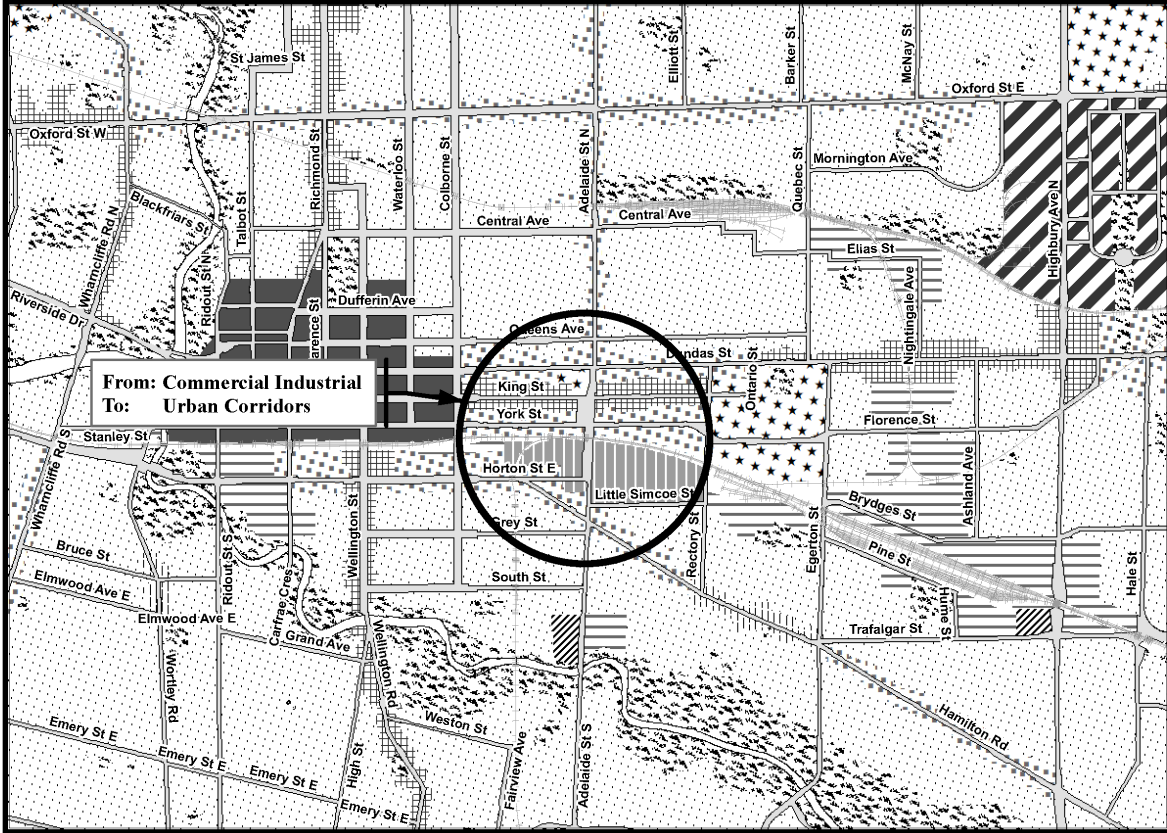 St James St
Elliott St
Barker St
McNay St
Oxford St E
Oxford St W
Richmond St
Waterloo St
Colborne St
Adelaide St N
Quebec St
Mornington Ave
Highbury Ave N
Blackfriars St
Talbot St
Wharncliffe Rd N
Central Ave
Central Ave
Elias St
Ridout St N
Riverside Dr
Dufferin Ave
Nightingale Ave
Queens Ave
Dundas St
Ontario St
From: Commercial Industrial
To: Urban Corridors
King St
York St
Florence St
Stanley St
Wharncliffe Rd S
Horton St E
Little Simcoe St
Ashland Ave
Brydges St
Wellington St
Grey St
Rectory St
Egerton St
Pine St
Bruce St
Ridout St S
South St
Hale St
Elmwood Ave E
Carfrae Cres
Elmwood Ave E
Hume St
Trafalgar St
Grand Ave
Wellington Rd
Wortley Rd
Weston St
Hamilton Rd
Emery St E
Emery St E
Emery St E
High St
Fairview Ave
Adelaide St S
Emery St E